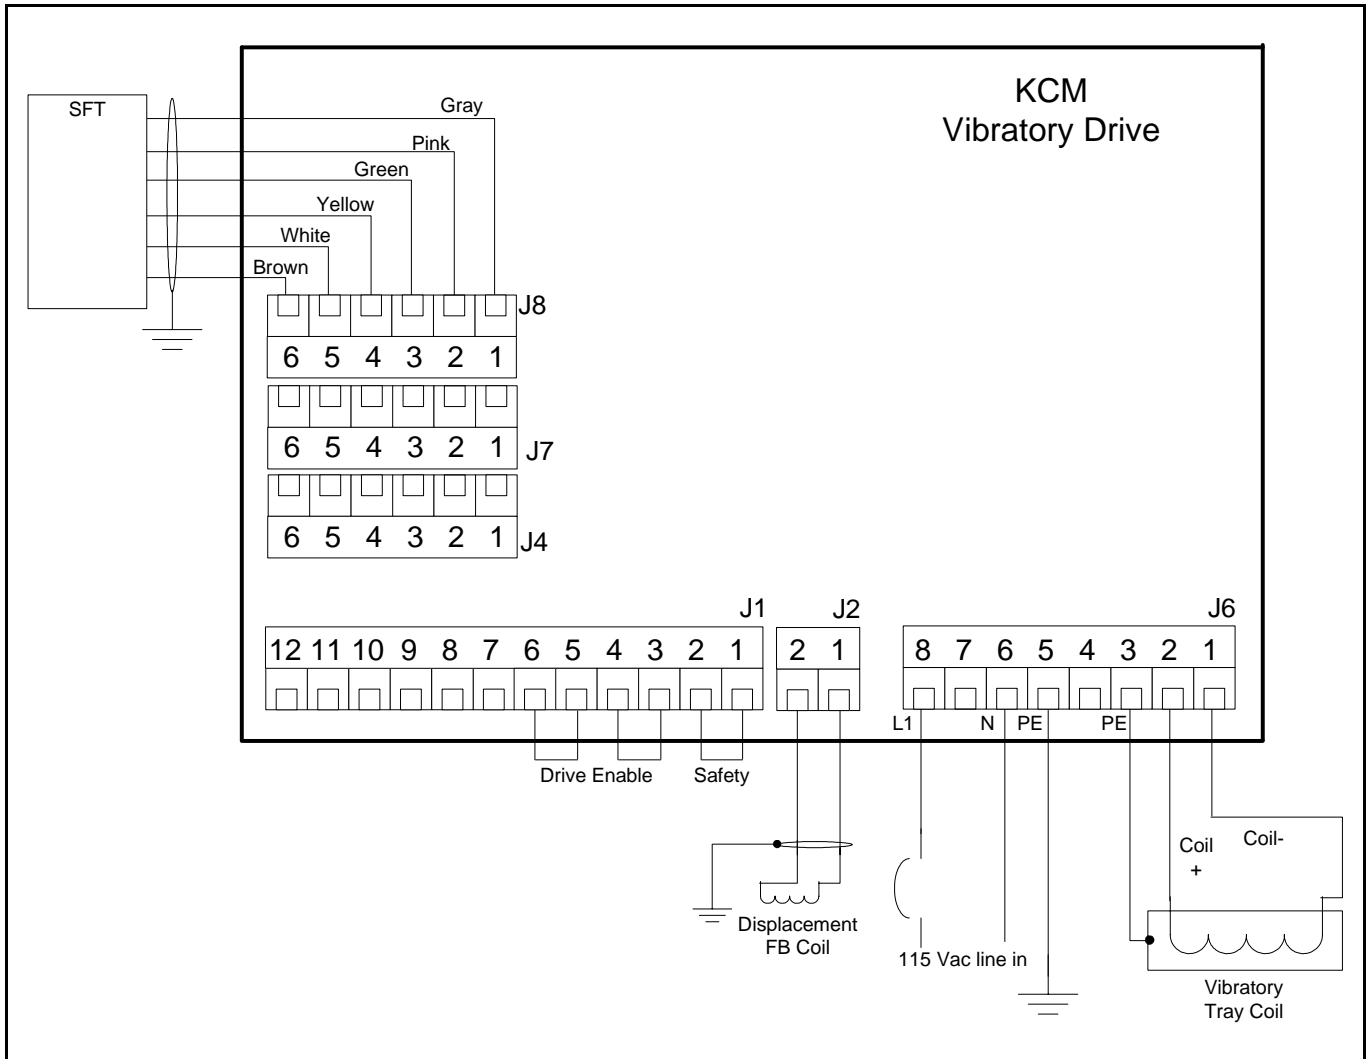 KCM
Vibratory Drive
SFT
Gray
Pink
Green
Yellow
White
Brown
J8
6 5 4 3 2 1
6 5 4 3 2 1
J7
6 5 4 3 2 1
J4
J1
J2
J6
12 11 10 9 8 7 6 5 4 3 2 1
2 1
8 7 6 5 4 3 2 1
L1
N
PE
PE
Drive Enable
Safety
Coil
+
Coil-
Displacement
FB Coil
115 Vac line in
Vibratory
Tray Coil